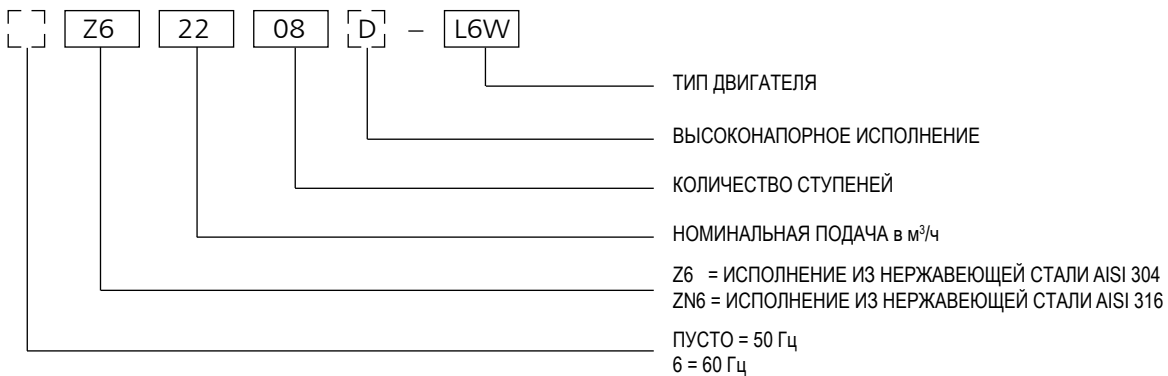 Z6 22 08 D – L6W
ТИП ДВИГАТЕЛЯ
ВЫСОКОНАПОРНОЕ ИСПОЛНЕНИЕ
КОЛИЧЕСТВО СТУПЕНЕЙ
НОМИНАЛЬНАЯ ПОДАЧА в м³/ч
Z6 = ИСПОЛНЕНИЕ ИЗ НЕРЖАВЕЮЩЕЙ СТАЛИ AISI 304
ZN6 = ИСПОЛНЕНИЕ ИЗ НЕРЖАВЕЮЩЕЙ СТАЛИ AISI 316
ПУСТО = 50 Гц
6 = 60 Гц